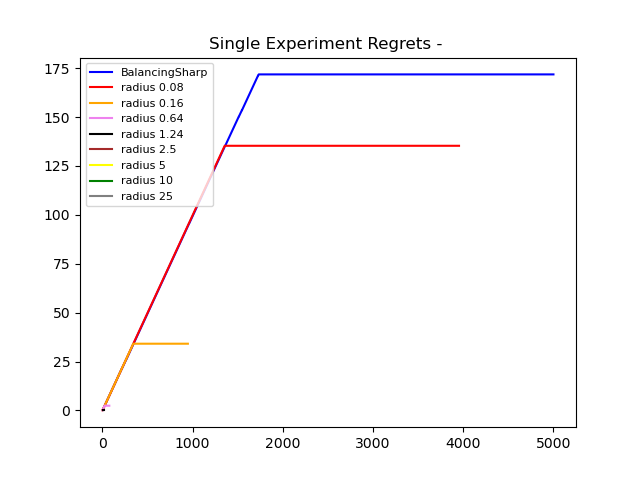 Single Experiment Regrets -
175
150
125
100
75
50
25
0
BalancingSharp
radius 0.08
radius 0.16
radius 0.64
radius 1.24
radius 2.5
radius 5
radius 10
radius 25
0 1000 2000 3000 4000 5000